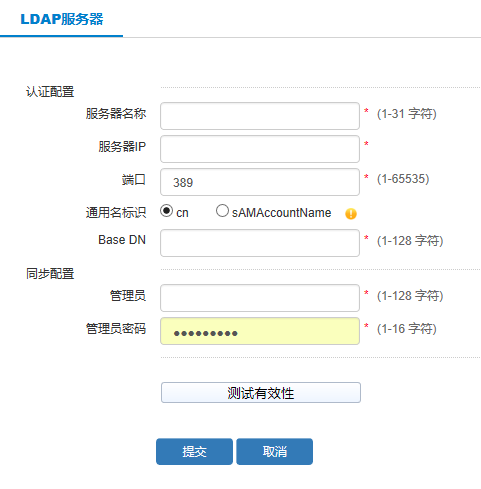 LDAP服务器
认证配置
服务器名称 * (1-31 字符)
服务器IP *
端口 389 * (1-65535)
通用名标识 cn sAMAccountName
Base DN * (1-128 字符)
同步配置
管理员 * (1-128 字符)
管理员密码 ●●●●●●●●● * (1-16 字符)
测试有效性
提交 取消